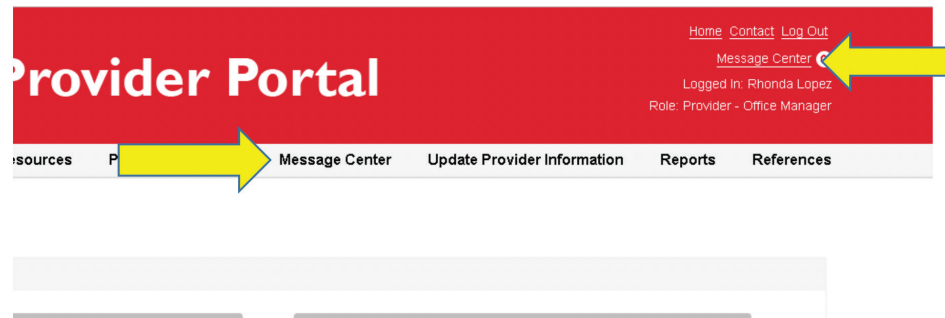 Home Contact Log Out
Message Center
Provider Portal
Logged In: Rhonda Lopez
Role: Provider - Office Manager
Message Center Update Provider Information Reports References